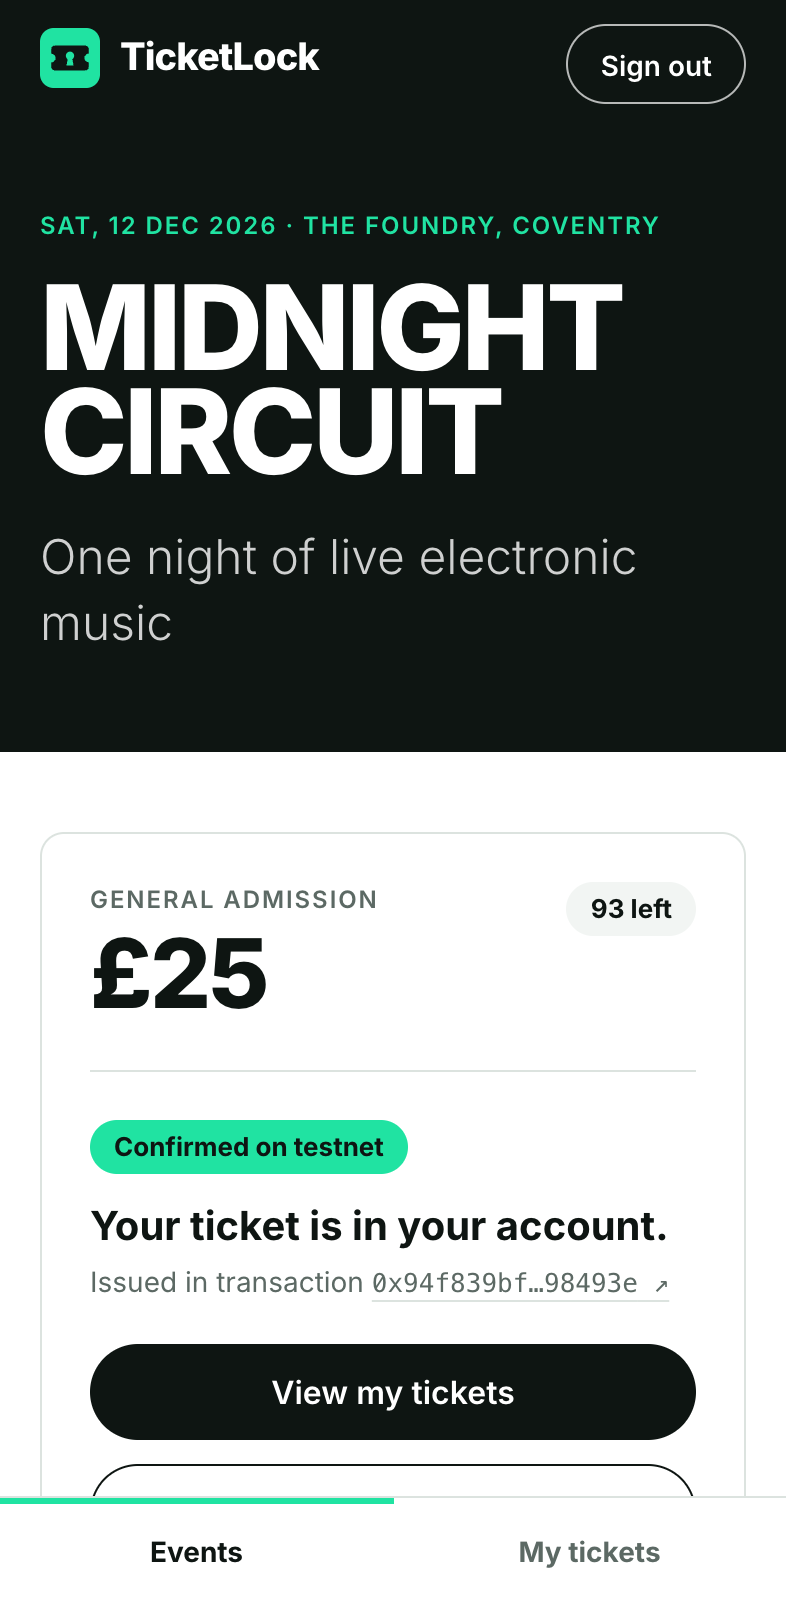 TicketLock
Sign out
SAT, 12 DEC 2026 · THE FOUNDRY, COVENTRY
MIDNIGHT
CIRCUIT
One night of live electronic
music
GENERAL ADMISSION
93 left
£25
Confirmed on testnet
Your ticket is in your account.
Issued in transaction 0x94f839bf…98493e ↗
View my tickets
Events
My tickets